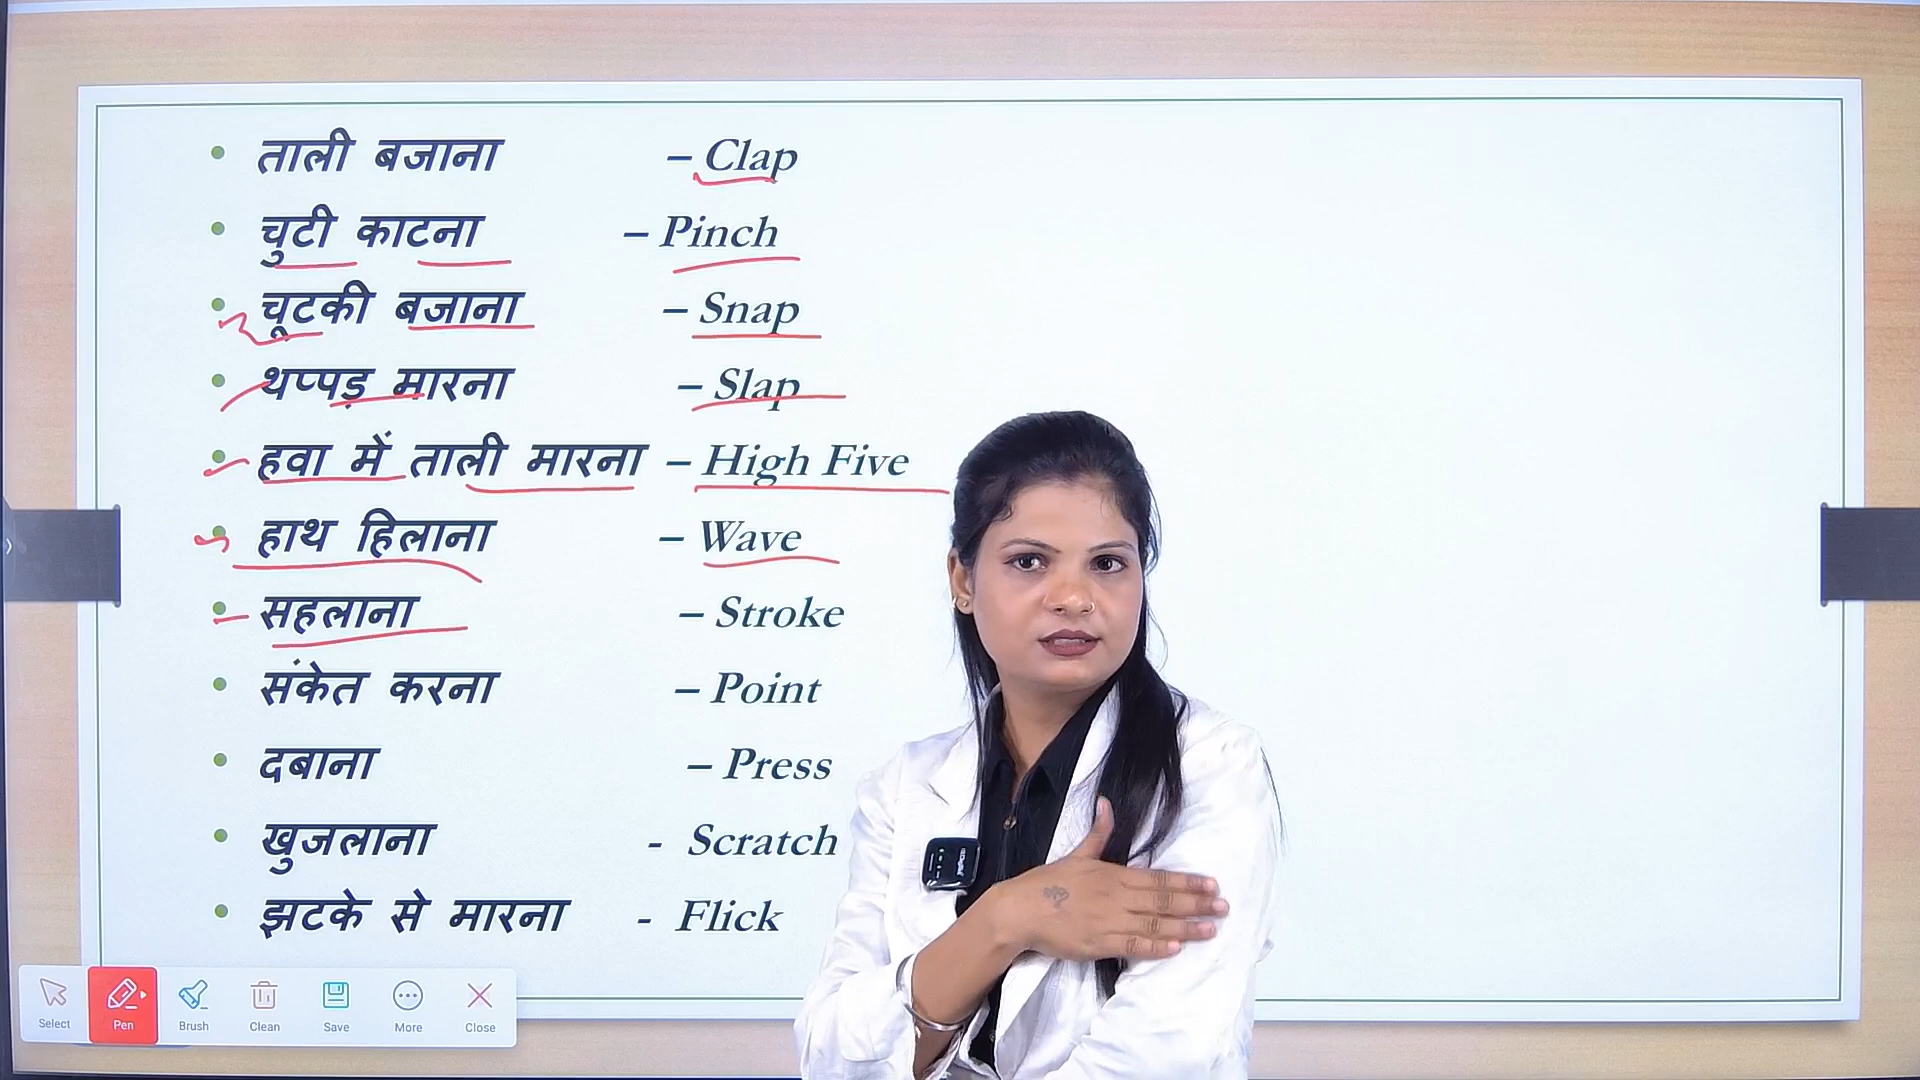 ताली बजाना – Clap
चुटी काटना – Pinch
चूटकी बजाना – Snap
थप्पड़ मारना – Slap
हवा में ताली मारना – High Five
हाथ हिलाना – Wave
सहलाना – Stroke
संकेत करना – Point
दबाना – Press
खुजलाना - Scratch
झटके से मारना - Flick
Select Pen Brush Clean Save More Close